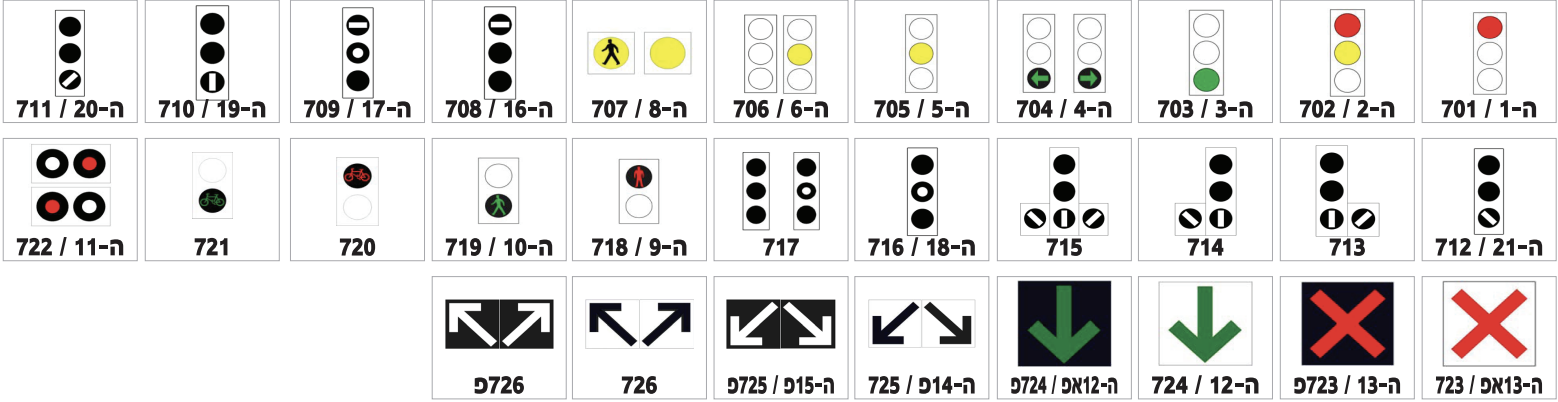 ה-1 / 701
ה-2 / 702
ה-3 / 703
ה-4 / 704
ה-5 / 705
ה-6 / 706
ה-8 / 707
ה-16 / 708
ה-17 / 709
ה-19 / 710
ה-20 / 711
ה-21 / 712
713
714
715
ה-18 / 716
717
ה-9 / 718
ה-10 / 719
720
721
ה-11 / 722
ה-13אפ / 723
ה-13 / 723פ
ה-12 / 724
ה-12אפ / 724פ
ה-14פ / 725
ה-15פ / 725פ
726
726פ